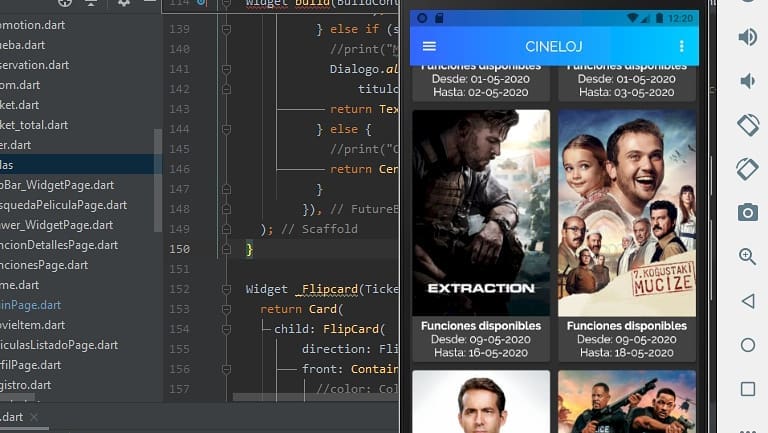 omotion.dart
ueba.dart
servation.dart
om.dart
ket.dart
ket_total.dart
er.dart
las
pBar_WidgetPage.dart
squedaPeliculaPage.dart
awer_WidgetPage.dart
ncionDetallesPage.dart
ncionesPage.dart
me.dart
inPage.dart
ovieItem.dart
liculasListadoPage.dart
rfilPage.dart
gistro.dart
.dart
114 Widget build(BuildCont
139 } else if (s
140 //print("M
141 Dialogo.al
142 titulo
143 return Tex
144 } else {
145 //print("C
146 return Cen
147 }
148 }), // FutureB
149 ); // Scaffold
150 }
151
152 Widget _Flipcard(Ticke
153 return Card(
154 child: FlipCard(
155 direction: Fli
156 front: Contain
157 //color: Col
12:20
CINELOJ
Funciones disponibles
Desde: 01-05-2020
Hasta: 02-05-2020
Funciones disponibles
Desde: 01-05-2020
Hasta: 03-05-2020
EXTRACTION
Funciones disponibles
Desde: 09-05-2020
Hasta: 16-05-2020
7. KOĞUŞTAKİ
MUCİZE
Funciones disponibles
Desde: 09-05-2020
Hasta: 18-05-2020